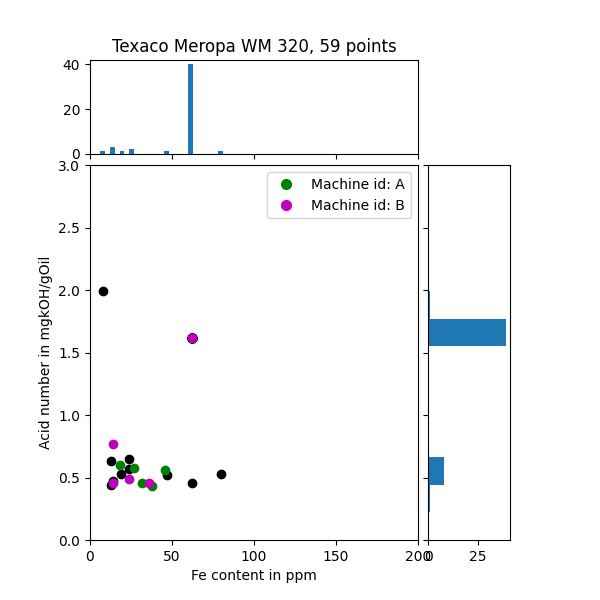 Texaco Meropa WM 320, 59 points
40
20
0
3.0
2.5
2.0
1.5
1.0
0.5
0.0
Acid number in mgkOH/gOil
Machine id: A
Machine id: B
0 50 100 150 200
0 25
Fe content in ppm